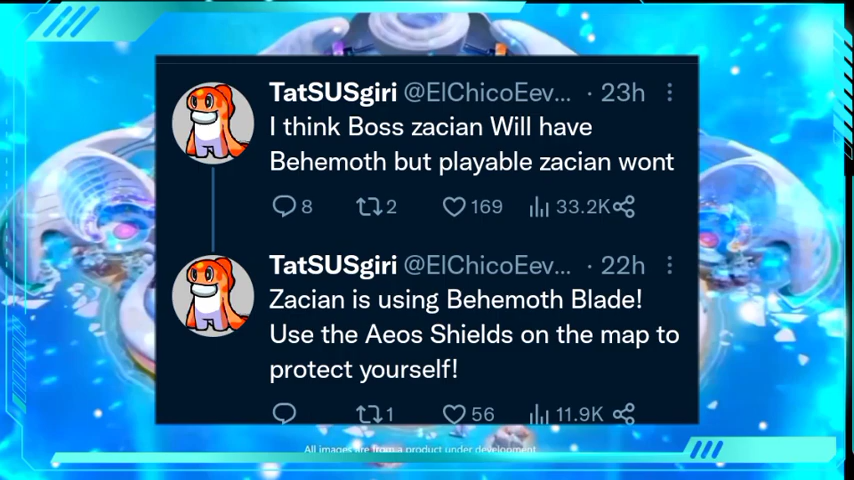 TatSUSgiri @ElChicoEev... · 23h
I think Boss zacian Will have
Behemoth but playable zacian wont
8 2 169 33.2K
TatSUSgiri @ElChicoEev... · 22h
Zacian is using Behemoth Blade!
Use the Aeos Shields on the map to
protect yourself!
1 56 11.9K
All images are from a product under development